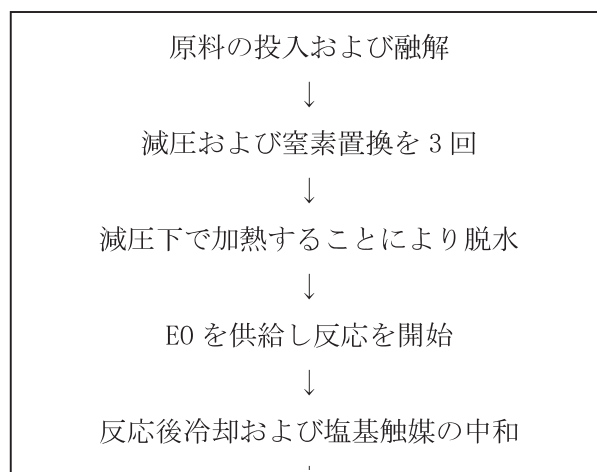 原料の投入および融解
↓
減圧および窒素置換を 3 回
↓
減圧下で加熱することにより脱水
↓
EO を供給し反応を開始
↓
反応後冷却および塩基触媒の中和